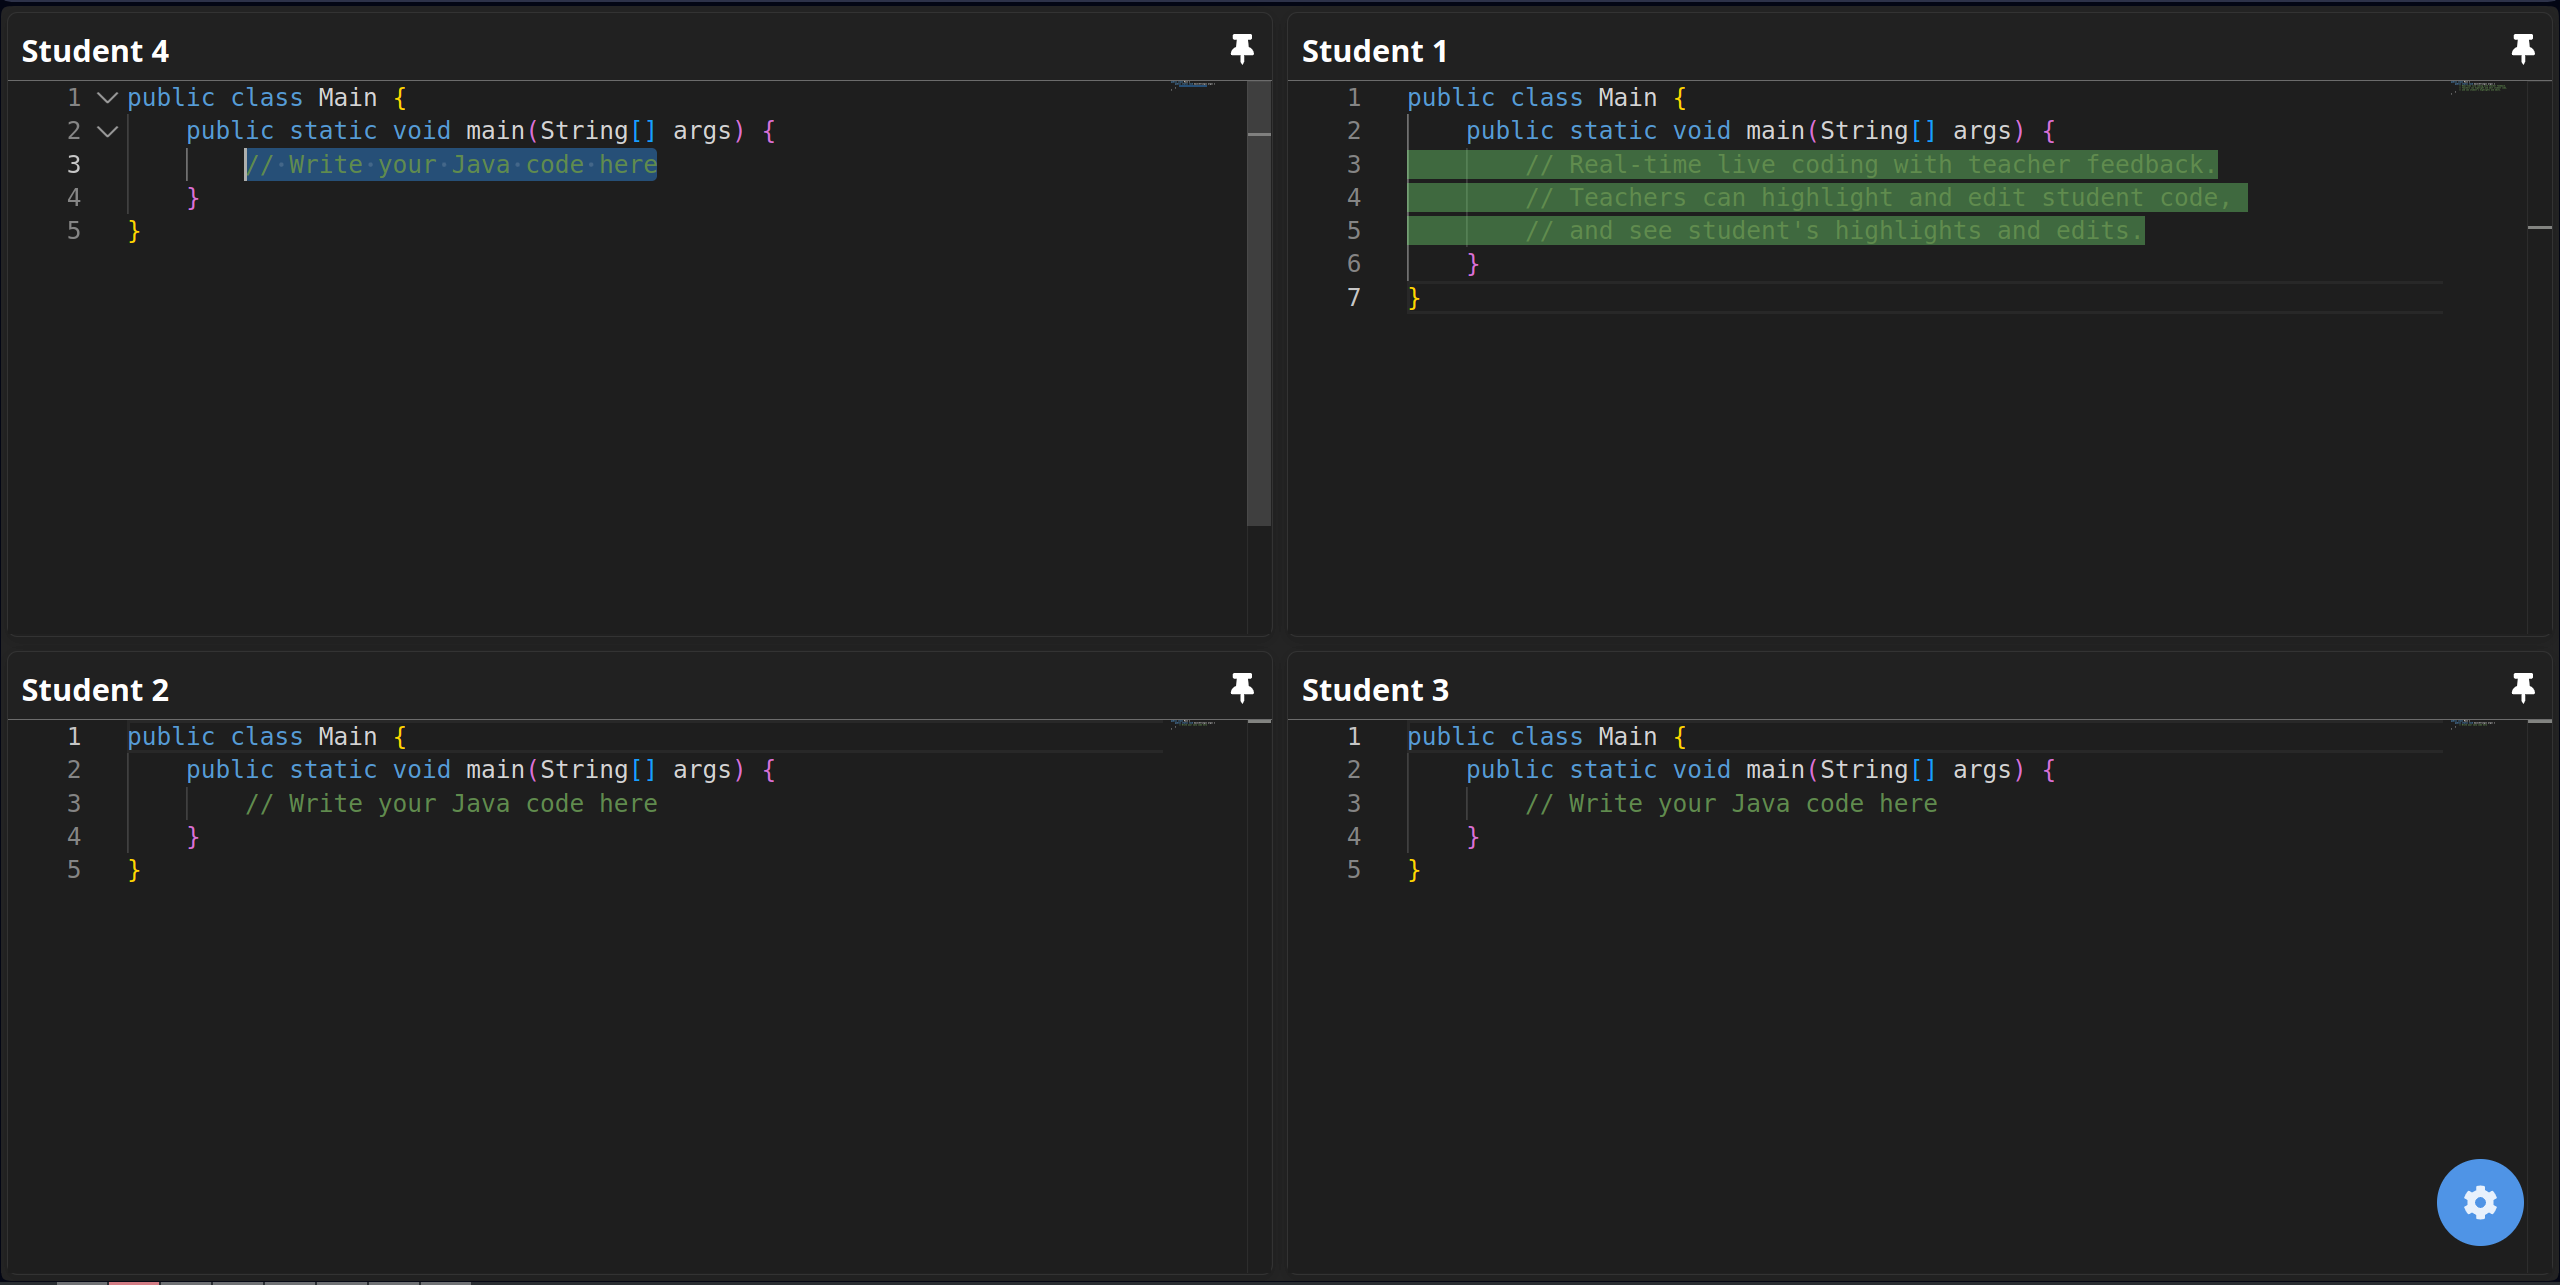 Student 4
1 public class Main {
2 public static void main(String[] args) {
3 // Write your Java code here
4 }
5 }
Student 1
1 public class Main {
2 public static void main(String[] args) {
3 // Real-time live coding with teacher feedback.
4 // Teachers can highlight and edit student code,
5 // and see student's highlights and edits.
6 }
7 }
Student 2
1 public class Main {
2 public static void main(String[] args) {
3 // Write your Java code here
4 }
5 }
Student 3
1 public class Main {
2 public static void main(String[] args) {
3 // Write your Java code here
4 }
5 }